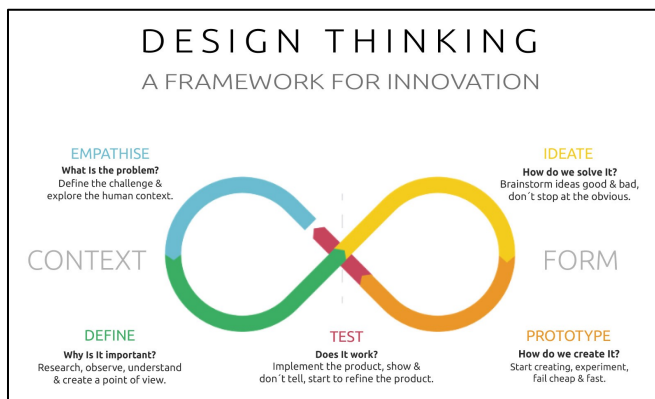 DESIGN THINKING
A FRAMEWORK FOR INNOVATION
EMPATHISE
What Is the problem?
Define the challenge &
explore the human context.
IDEATE
How do we solve It?
Brainstorm ideas good & bad,
don´t stop at the obvious.
CONTEXT
FORM
DEFINE
Why Is It important?
Research, observe, understand
& create a point of view.
TEST
Does It work?
Implement the product, show &
don´t tell, start to refine the product.
PROTOTYPE
How do we create It?
Start creating, experiment,
fail cheap & fast.